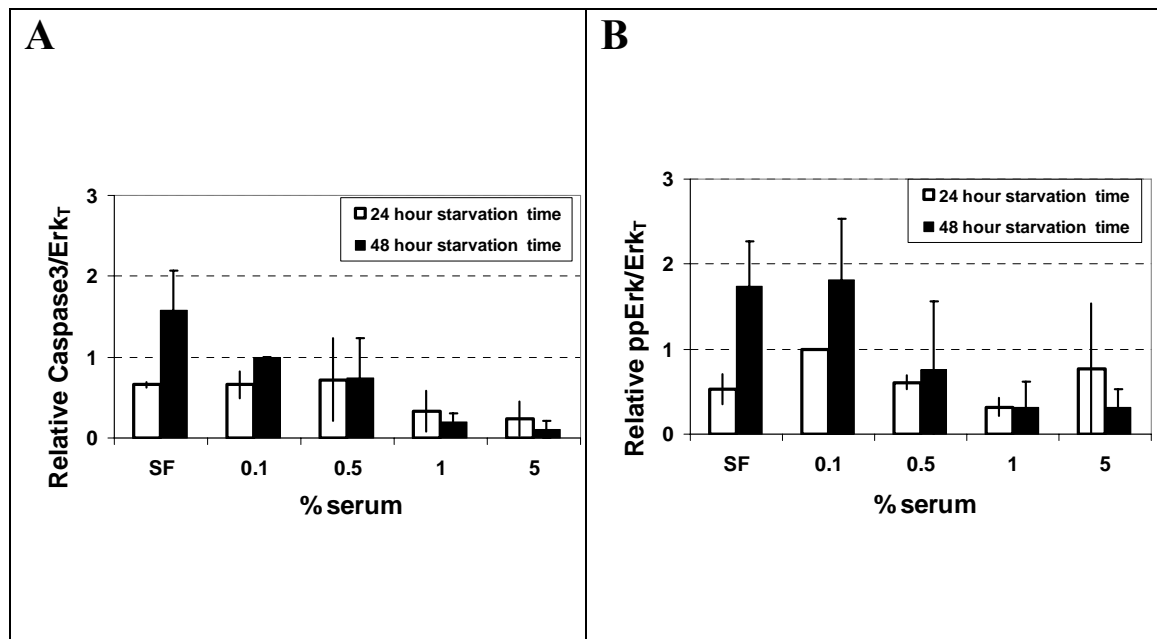 A
Relative Caspase3/ErkT
3
2
1
0
24 hour starvation time
48 hour starvation time
SF 0.1 0.5 1 5
% serum
B
Relative ppErk/ErkT
3
2
1
0
24 hour starvation time
48 hour starvation time
SF 0.1 0.5 1 5
% serum